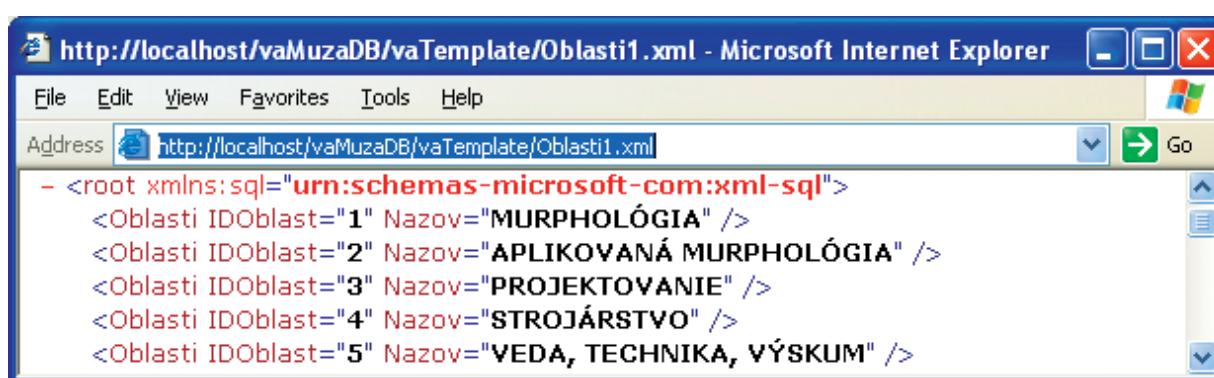 http://localhost/vaMuzaDB/vaTemplate/Oblasti1.xml - Microsoft Internet Explorer
File Edit View Favorites Tools Help
Address http://localhost/vaMuzaDB/vaTemplate/Oblasti1.xml Go
- <root xmlns:sql="urn:schemas-microsoft-com:xml-sql">
<Oblasti IDOblast="1" Nazov="MURPHOLÓGIA" />
<Oblasti IDOblast="2" Nazov="APLIKOVANÁ MURPHOLÓGIA" />
<Oblasti IDOblast="3" Nazov="PROJEKTOVANIE" />
<Oblasti IDOblast="4" Nazov="STROJÁRSTVO" />
<Oblasti IDOblast="5" Nazov="VEDA, TECHNIKA, VÝSKUM" />